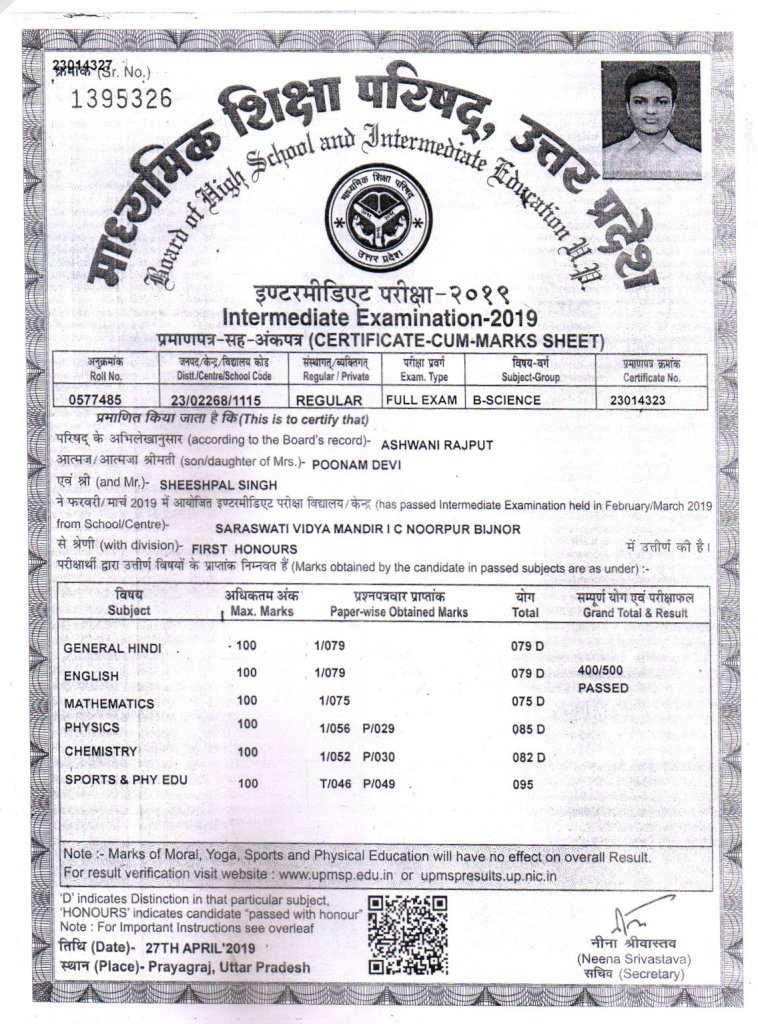 23014327
क्रमांक (Sr. No.)
1395326
माध्यमिक शिक्षा परिषद्, उत्तर प्रदेश
Board of High School and Intermediate Education U.P.
माध्यमिक शिक्षा परिषद्
उत्तर प्रदेश
इण्टरमीडिएट परीक्षा-२०१९
Intermediate Examination-2019
प्रमाणपत्र-सह-अंकपत्र (CERTIFICATE-CUM-MARKS SHEET)
अनुक्रमांक जनपद/केन्द्र/विद्यालय कोड संस्थागत/व्यक्तिगत परीक्षा प्रवर्ग विषय-वर्ग प्रमाणपत्र क्रमांक
Roll No. Distt./Centre/School Code Regular / Private Exam. Type Subject-Group Certificate No.
0577485 23/02268/1115 REGULAR FULL EXAM B-SCIENCE 23014323
प्रमाणित किया जाता है कि (This is to certify that)
परिषद् के अभिलेखानुसार (according to the Board's record)- ASHWANI RAJPUT
आत्मज/आत्मजा श्रीमती (son/daughter of Mrs.)- POONAM DEVI
एवं श्री (and Mr.)- SHEESHPAL SINGH
ने फरवरी/मार्च 2019 में आयोजित इण्टरमीडिएट परीक्षा विद्यालय/केन्द्र (has passed Intermediate Examination held in February/March 2019
from School/Centre)- SARASWATI VIDYA MANDIR I C NOORPUR BIJNOR
से श्रेणी (with division)- FIRST HONOURS में उत्तीर्ण की है।
परीक्षार्थी द्वारा उत्तीर्ण विषयों के प्राप्तांक निम्नवत हैं (Marks obtained by the candidate in passed subjects are as under) :-
विषय अधिकतम अंक प्रश्नपत्रवार प्राप्तांक योग सम्पूर्ण योग एवं परीक्षाफल
Subject Max. Marks Paper-wise Obtained Marks Total Grand Total & Result
GENERAL HINDI 100 1/079 079 D
ENGLISH 100 1/079 079 D 400/500
PASSED
MATHEMATICS 100 1/075 075 D
PHYSICS 100 1/056 P/029 085 D
CHEMISTRY 100 1/052 P/030 082 D
SPORTS & PHY EDU 100 T/046 P/049 095
Note :- Marks of Moral, Yoga, Sports and Physical Education will have no effect on overall Result.
For result verification visit website : www.upmsp.edu.in or upmspresults.up.nic.in
'D' indicates Distinction in that particular subject,
'HONOURS' indicates candidate "passed with honour"
Note : For Important Instructions see overleaf
तिथि (Date)- 27TH APRIL'2019
स्थान (Place)- Prayagraj, Uttar Pradesh
नीना श्रीवास्तव
(Neena Srivastava)
सचिव (Secretary)